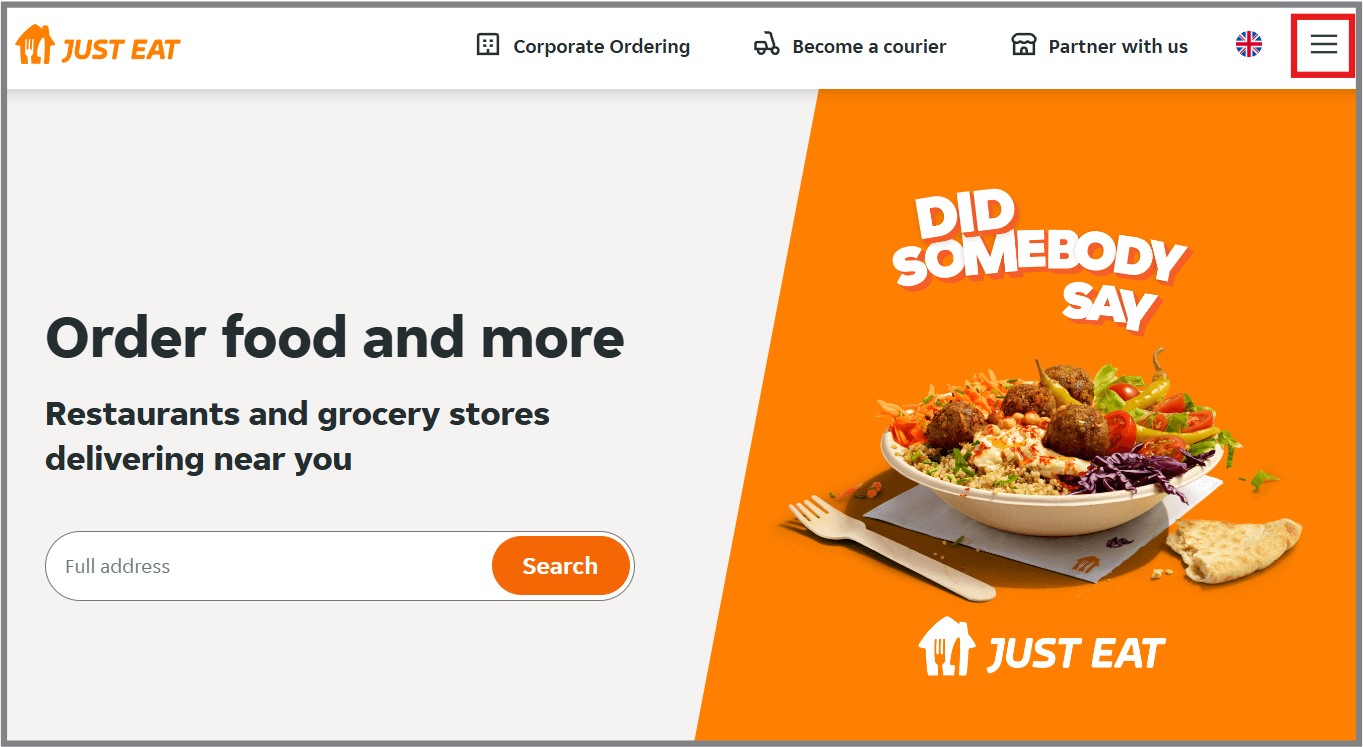 JUST EAT
Corporate Ordering
Become a courier
Partner with us
Order food and more
Restaurants and grocery stores
delivering near you
Full address
Search
DID
SOMEBODY
SAY
JUST EAT